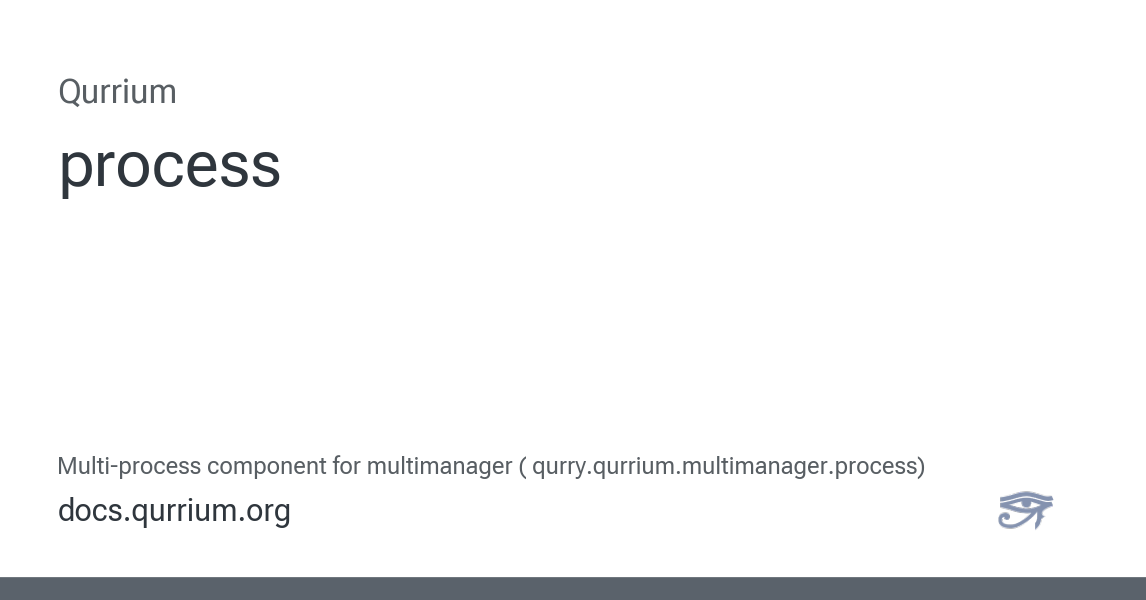 Qurrium
process
Multi-process component for multimanager ( qurry.qurrium.multimanager.process)
docs.qurrium.org